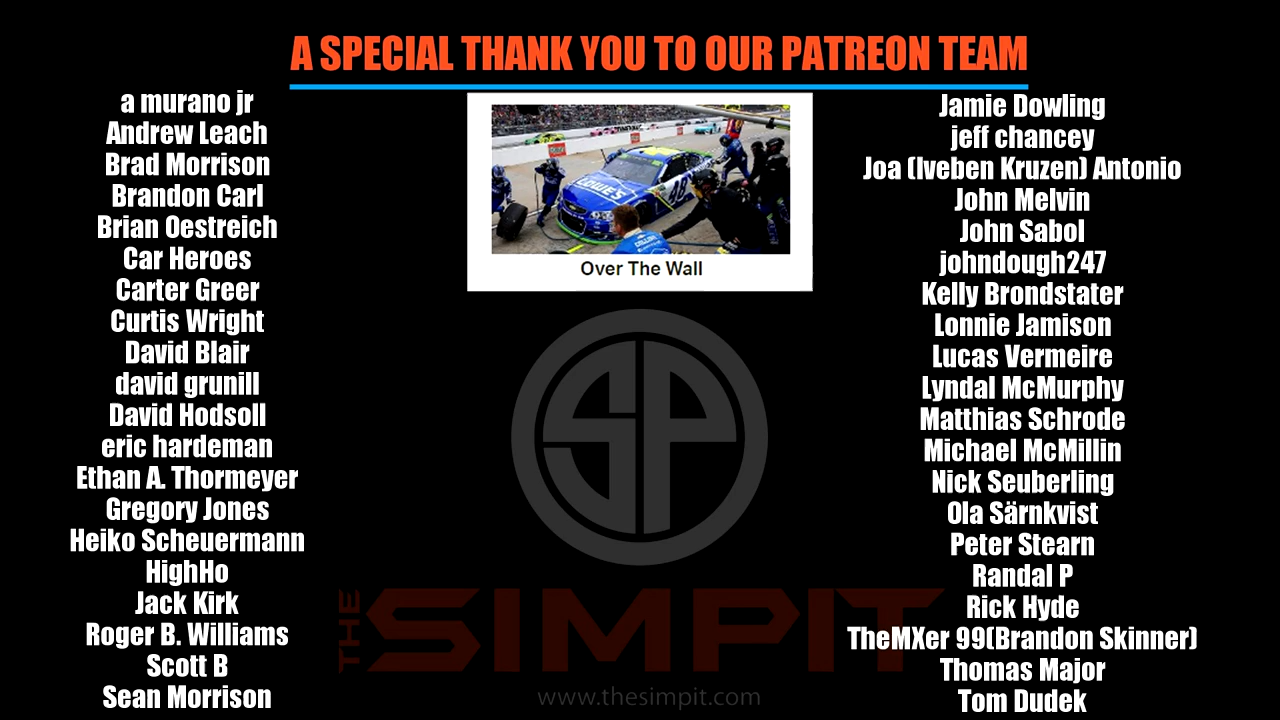 A SPECIAL THANK YOU TO OUR PATREON TEAM
a murano jr
Andrew Leach
Brad Morrison
Brandon Carl
Brian Oestreich
Car Heroes
Carter Greer
Curtis Wright
David Blair
david grunill
David Hodsoll
eric hardeman
Ethan A. Thormeyer
Gregory Jones
Heiko Scheuermann
HighHo
Jack Kirk
Roger B. Williams
Scott B
Sean Morrison
LOWE'S
48
Over The Wall
SP
THE SIMPIT
www.thesimpit.com
Jamie Dowling
jeff chancey
Joa (Iveben Kruzen) Antonio
John Melvin
John Sabol
johndough247
Kelly Brondstater
Lonnie Jamison
Lucas Vermeire
Lyndal McMurphy
Matthias Schrode
Michael McMillin
Nick Seuberling
Ola Särnkvist
Peter Stearn
Randal P
Rick Hyde
TheMXer 99(Brandon Skinner)
Thomas Major
Tom Dudek